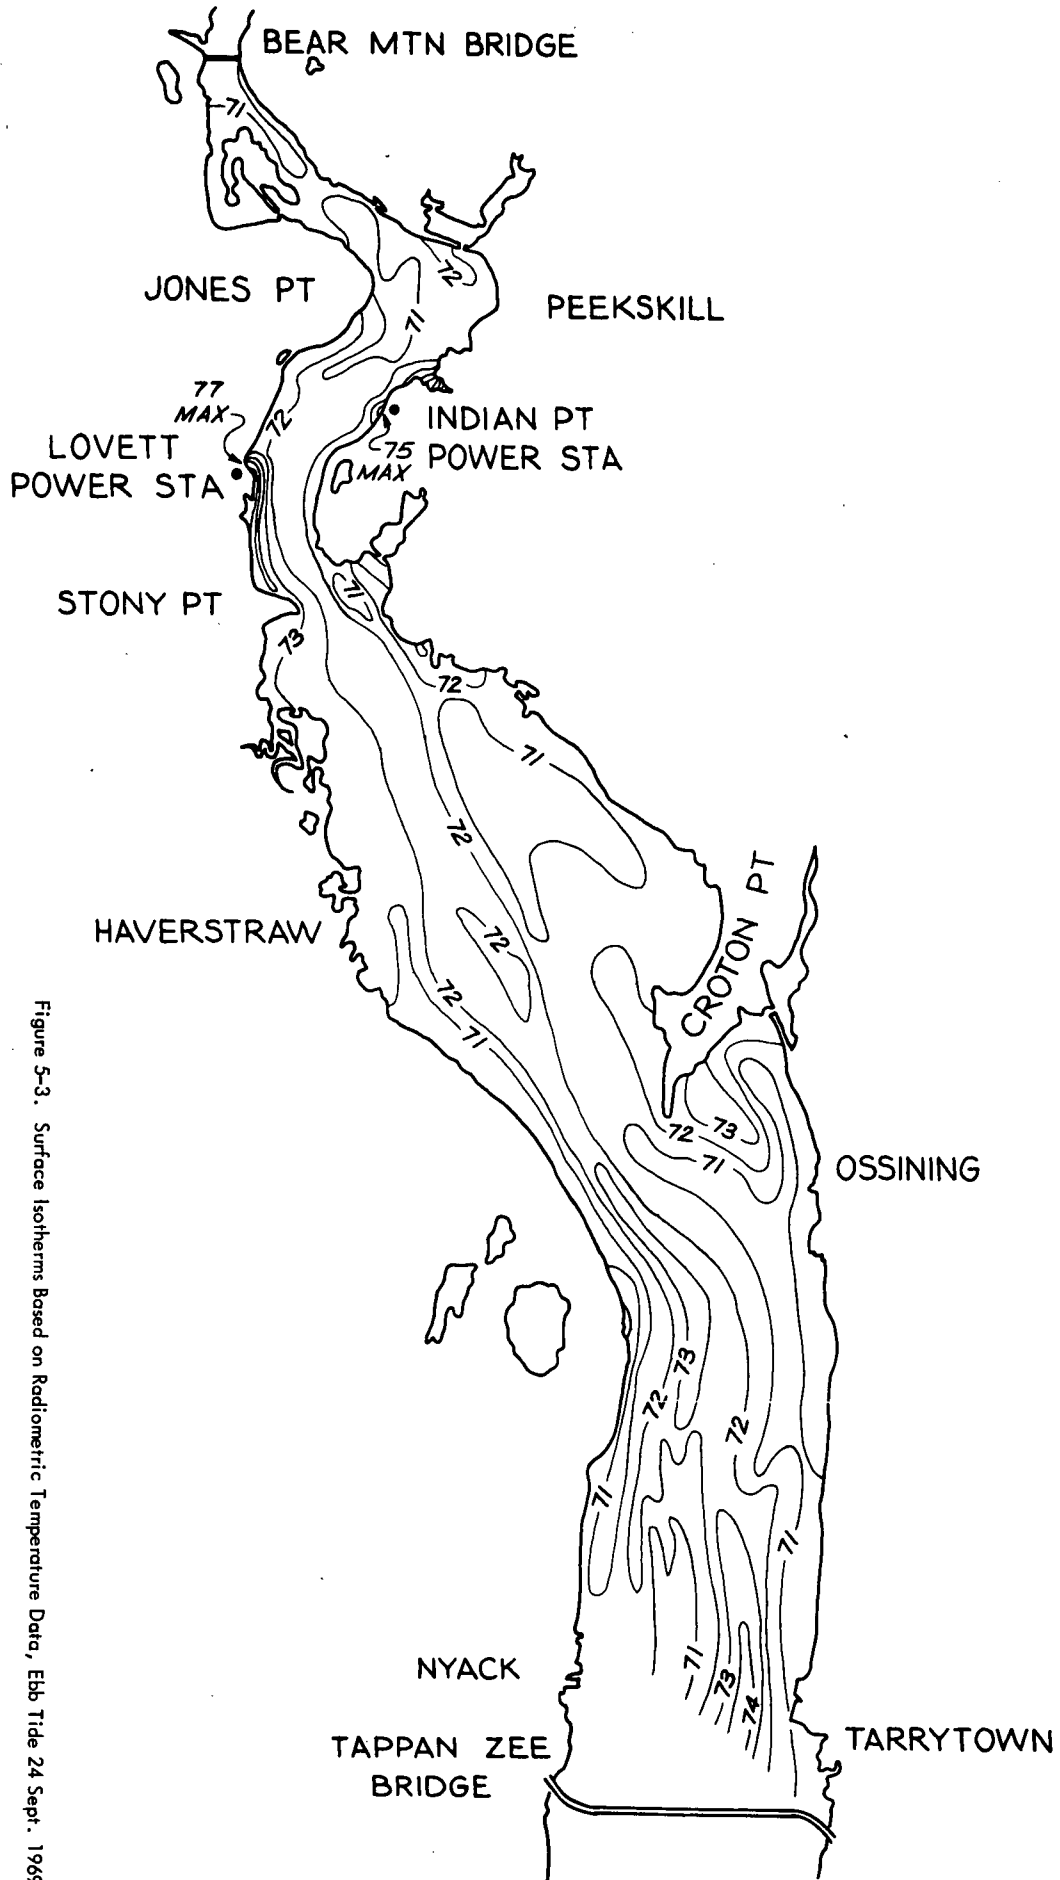 BEAR MTN BRIDGE
71
72
JONES PT
PEEKSKILL
71
77
MAX
72
INDIAN PT
POWER STA
75
MAX
LOVETT
POWER STA
71
STONY PT
73
72
71
72
CROTON PT
HAVERSTRAW
72
72
71
73
72
71
OSSINING
73
72
72
71
71
NYACK
71
73
74
TAPPAN ZEE
BRIDGE
TARRYTOWN
Figure 5-3. Surface Isotherms Based on Radiometric Temperature Data, Ebb Tide 24 Sept. 1969